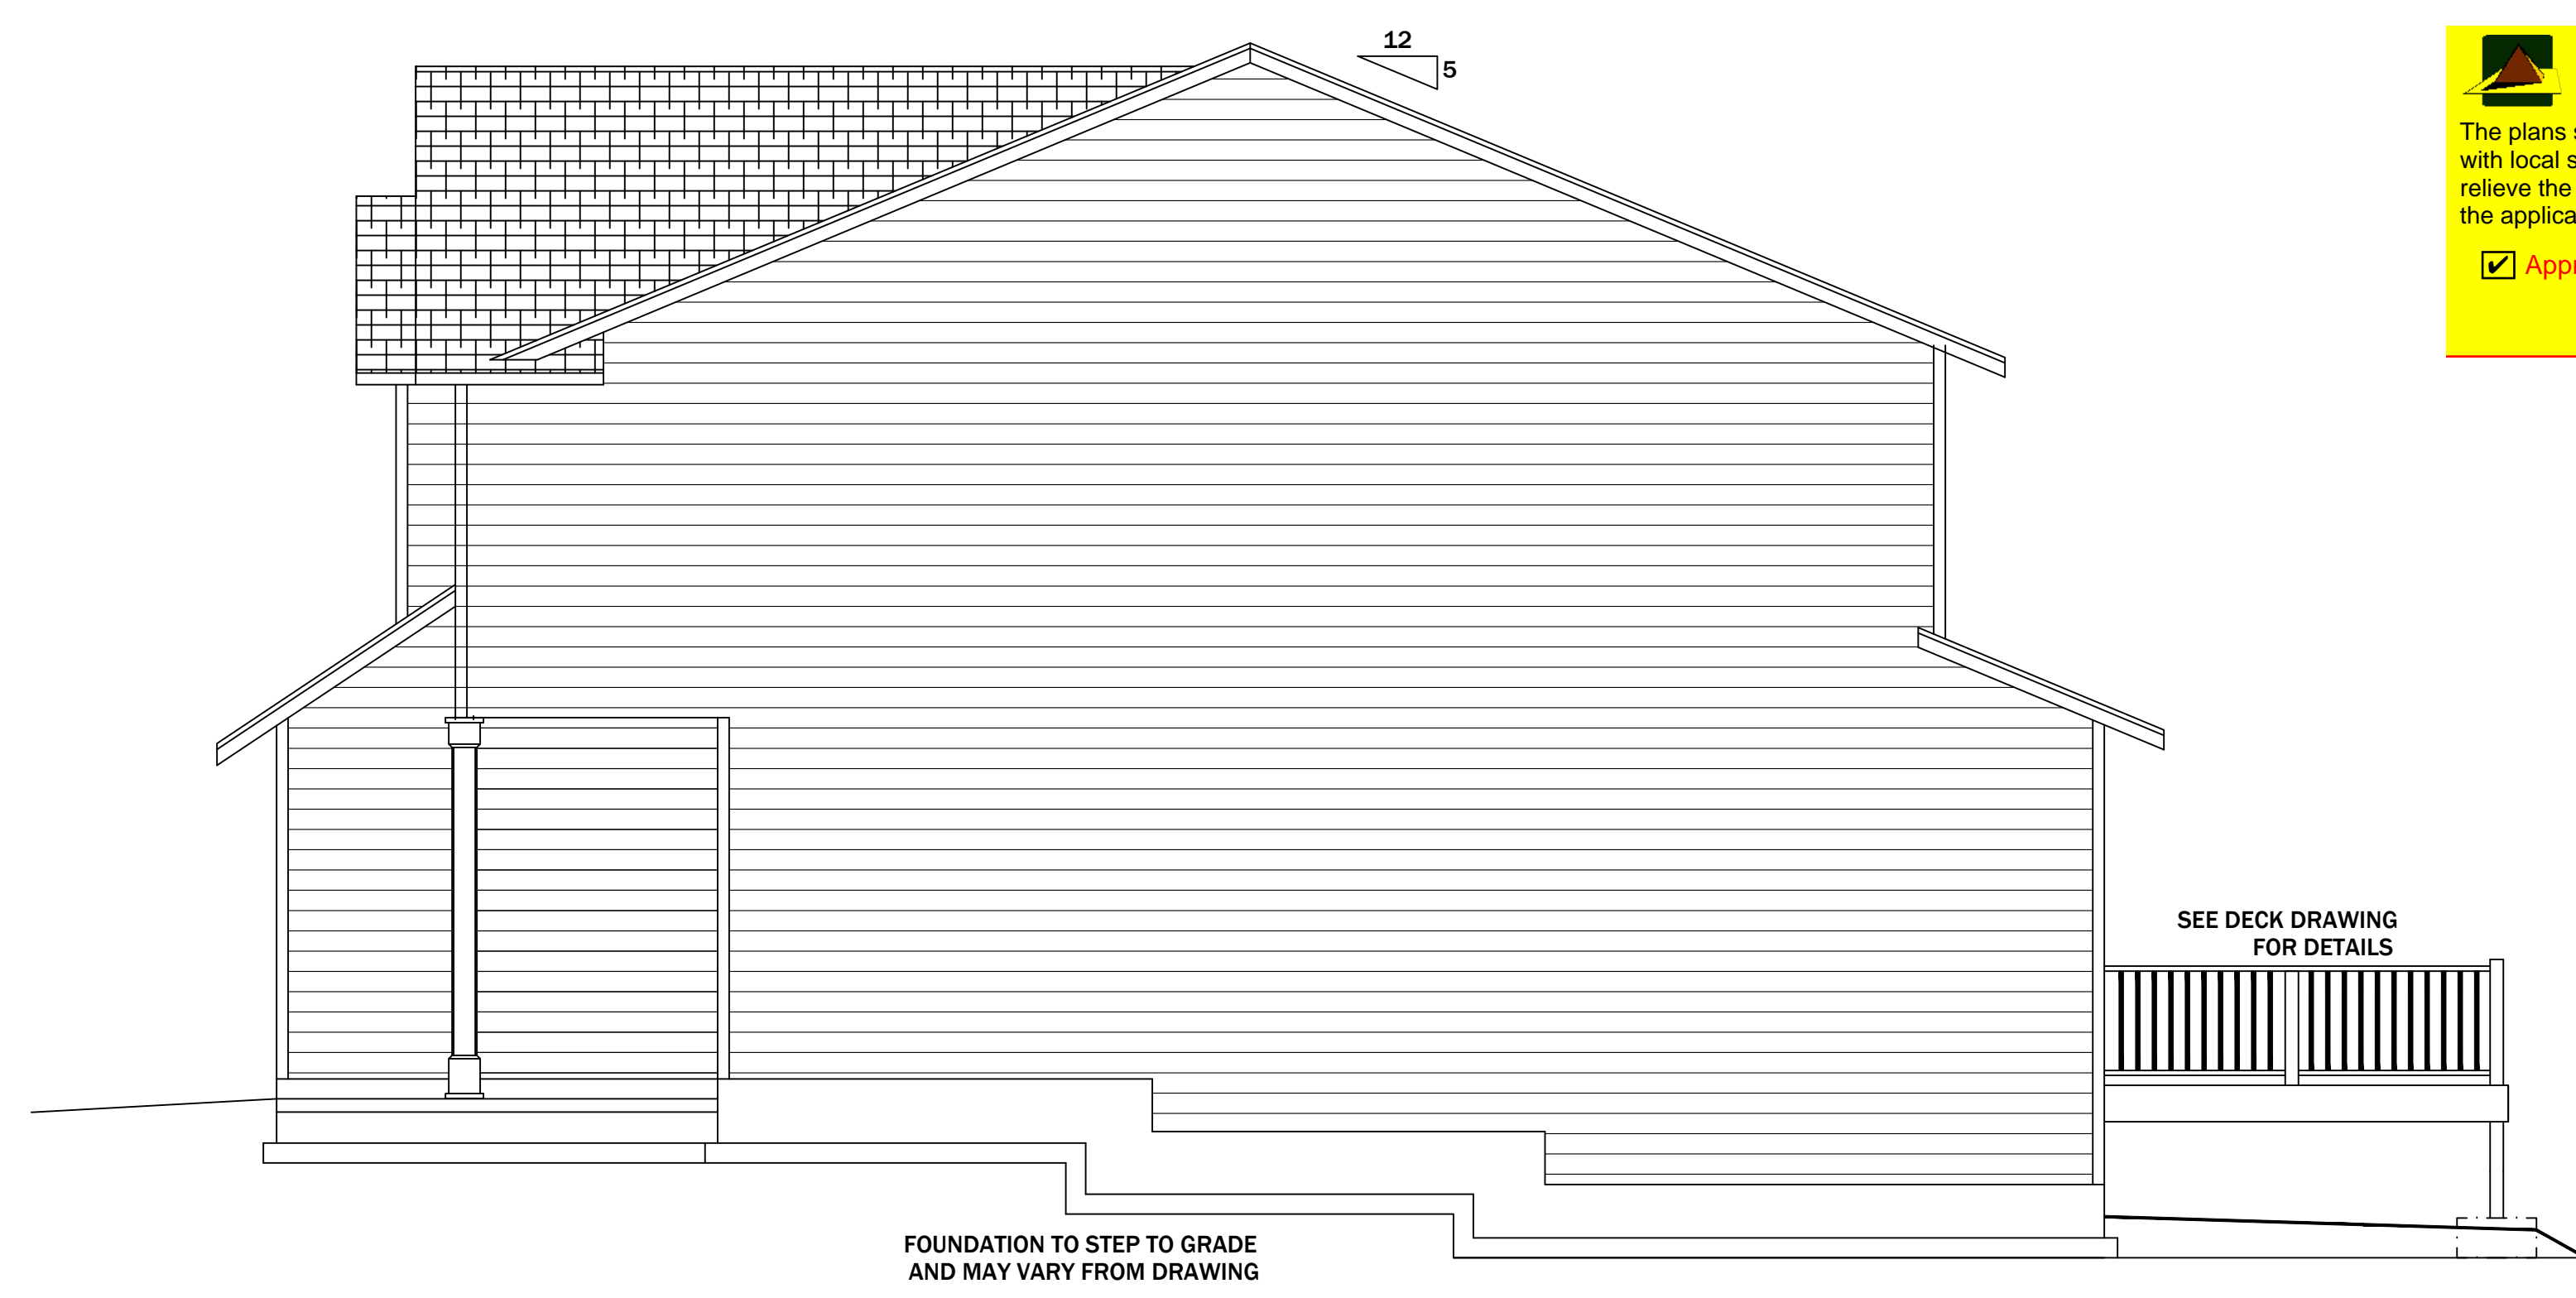 12
5
The plans
with local
relieve the
the applica
Appr
SEE DECK DRAWING
FOR DETAILS
FOUNDATION TO STEP TO GRADE
AND MAY VARY FROM DRAWING